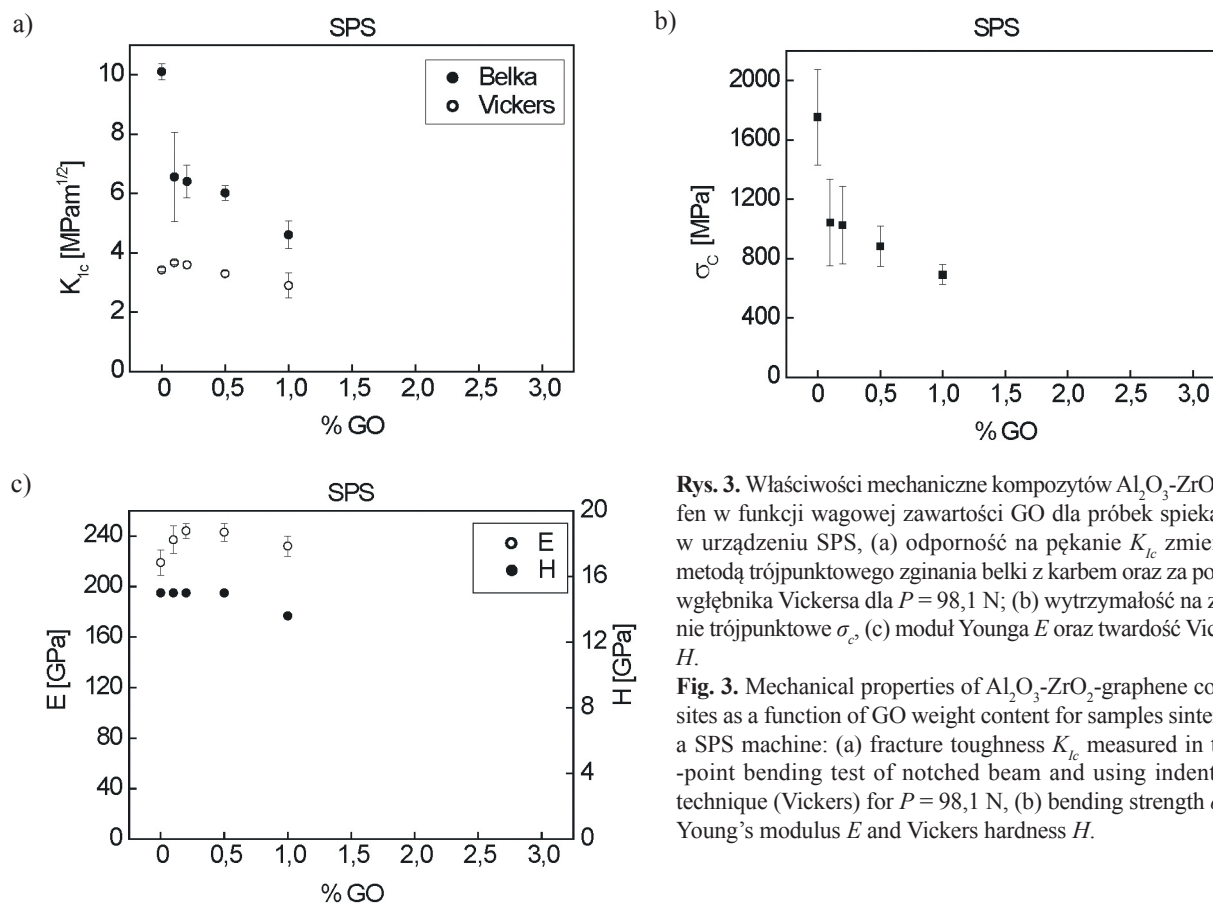 a)
SPS
10
8
6
4
2
0
K1c [MPam1/2]
Belka
Vickers
0 0,5 1,0 1,5 2,0 2,5 3,0
% GO
b)
SPS
2000
1600
1200
800
400
0
σC [MPa]
0 0,5 1,0 1,5 2,0 2,5 3,0
% GO
c)
SPS
240
200
160
120
80
40
0
E [GPa]
E
H
20
16
12
8
4
0
H [GPa]
0 0,5 1,0 1,5 2,0 2,5 3,0
% GO
Rys. 3. Właściwości mechaniczne kompozytów Al2O3-ZrO
fen w funkcji wagowej zawartości GO dla próbek spieka
w urządzeniu SPS, (a) odporność na pękanie KIc zmier
metodą trójpunktowego zginania belki z karbem oraz za po
wgłębnika Vickersa dla P = 98,1 N; (b) wytrzymałość na z
nie trójpunktowe σc, (c) moduł Younga E oraz twardość Vic
H.
Fig. 3. Mechanical properties of Al2O3-ZrO2-graphene co
sites as a function of GO weight content for samples sinter
a SPS machine: (a) fracture toughness KIc measured in t
-point bending test of notched beam and using indent
technique (Vickers) for P = 98,1 N, (b) bending strength
Young's modulus E and Vickers hardness H.